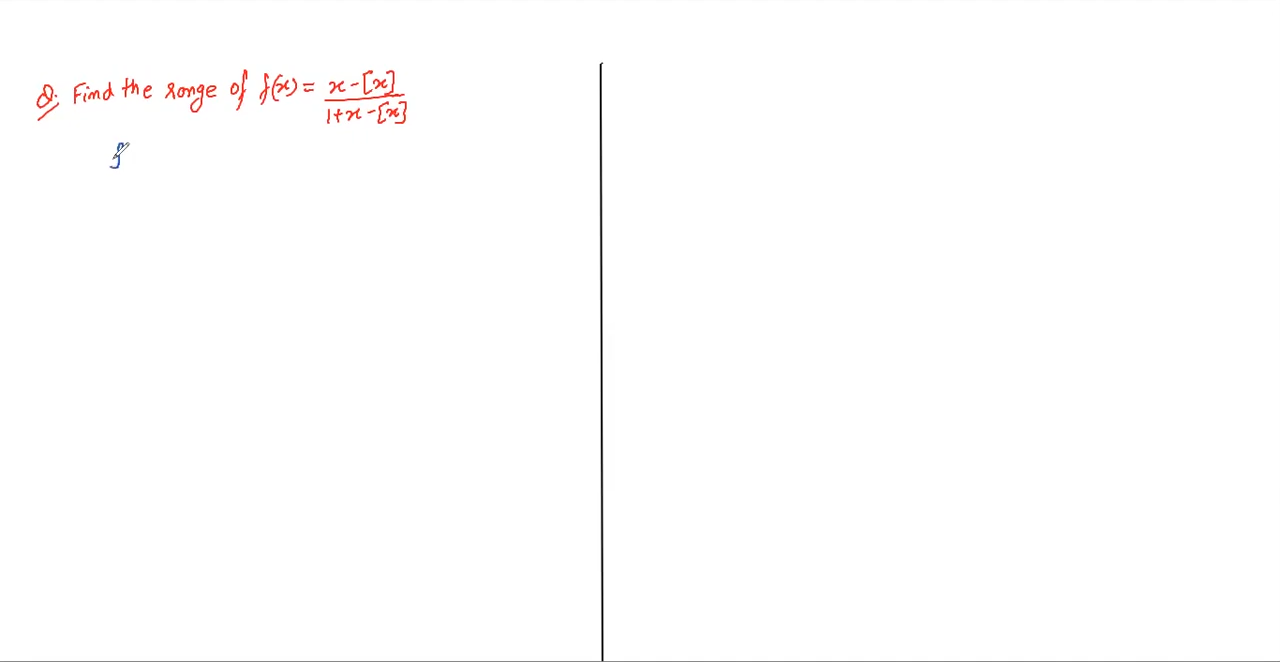 Q. Find the range of f(x) = x-[x] / 1+x-[x]